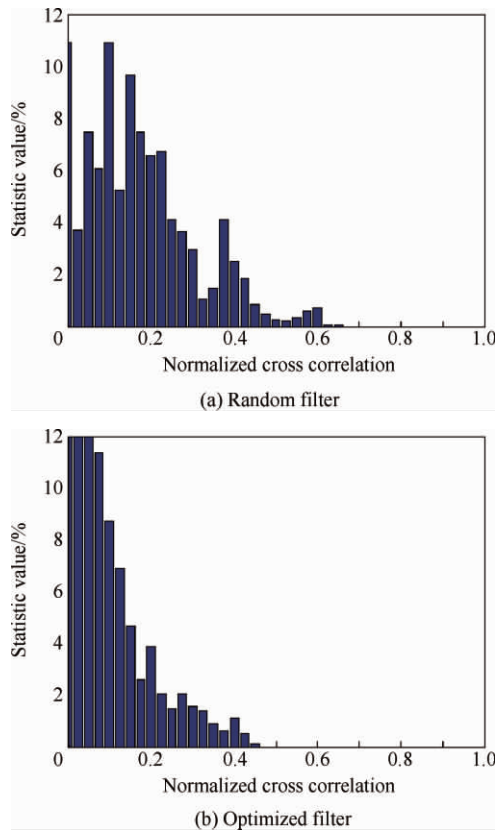 12
10
8
6
4
2
0
Statistic value/%
0 0.2 0.4 0.6 0.8 1.0
Normalized cross correlation
(a) Random filter
12
10
8
6
4
2
0
Statistic value/%
0.2 0.4 0.6 0.8 1.0
Normalized cross correlation
(b) Optimized filter